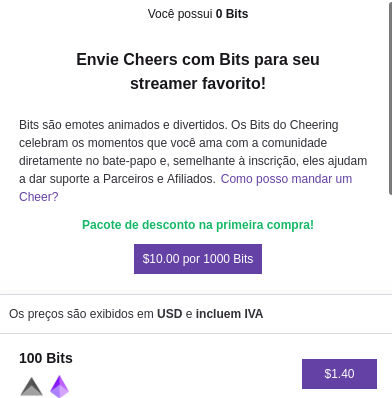 Você possui 0 Bits
Envie Cheers com Bits para seu
streamer favorito!
Bits são emotes animados e divertidos. Os Bits do Cheering
celebram os momentos que você ama com a comunidade
diretamente no bate-papo e, semelhante à inscrição, eles ajudam
a dar suporte a Parceiros e Afiliados. Como posso mandar um
Cheer?
Pacote de desconto na primeira compra!
$10.00 por 1000 Bits
Os preços são exibidos em USD e incluem IVA
100 Bits
$1.40